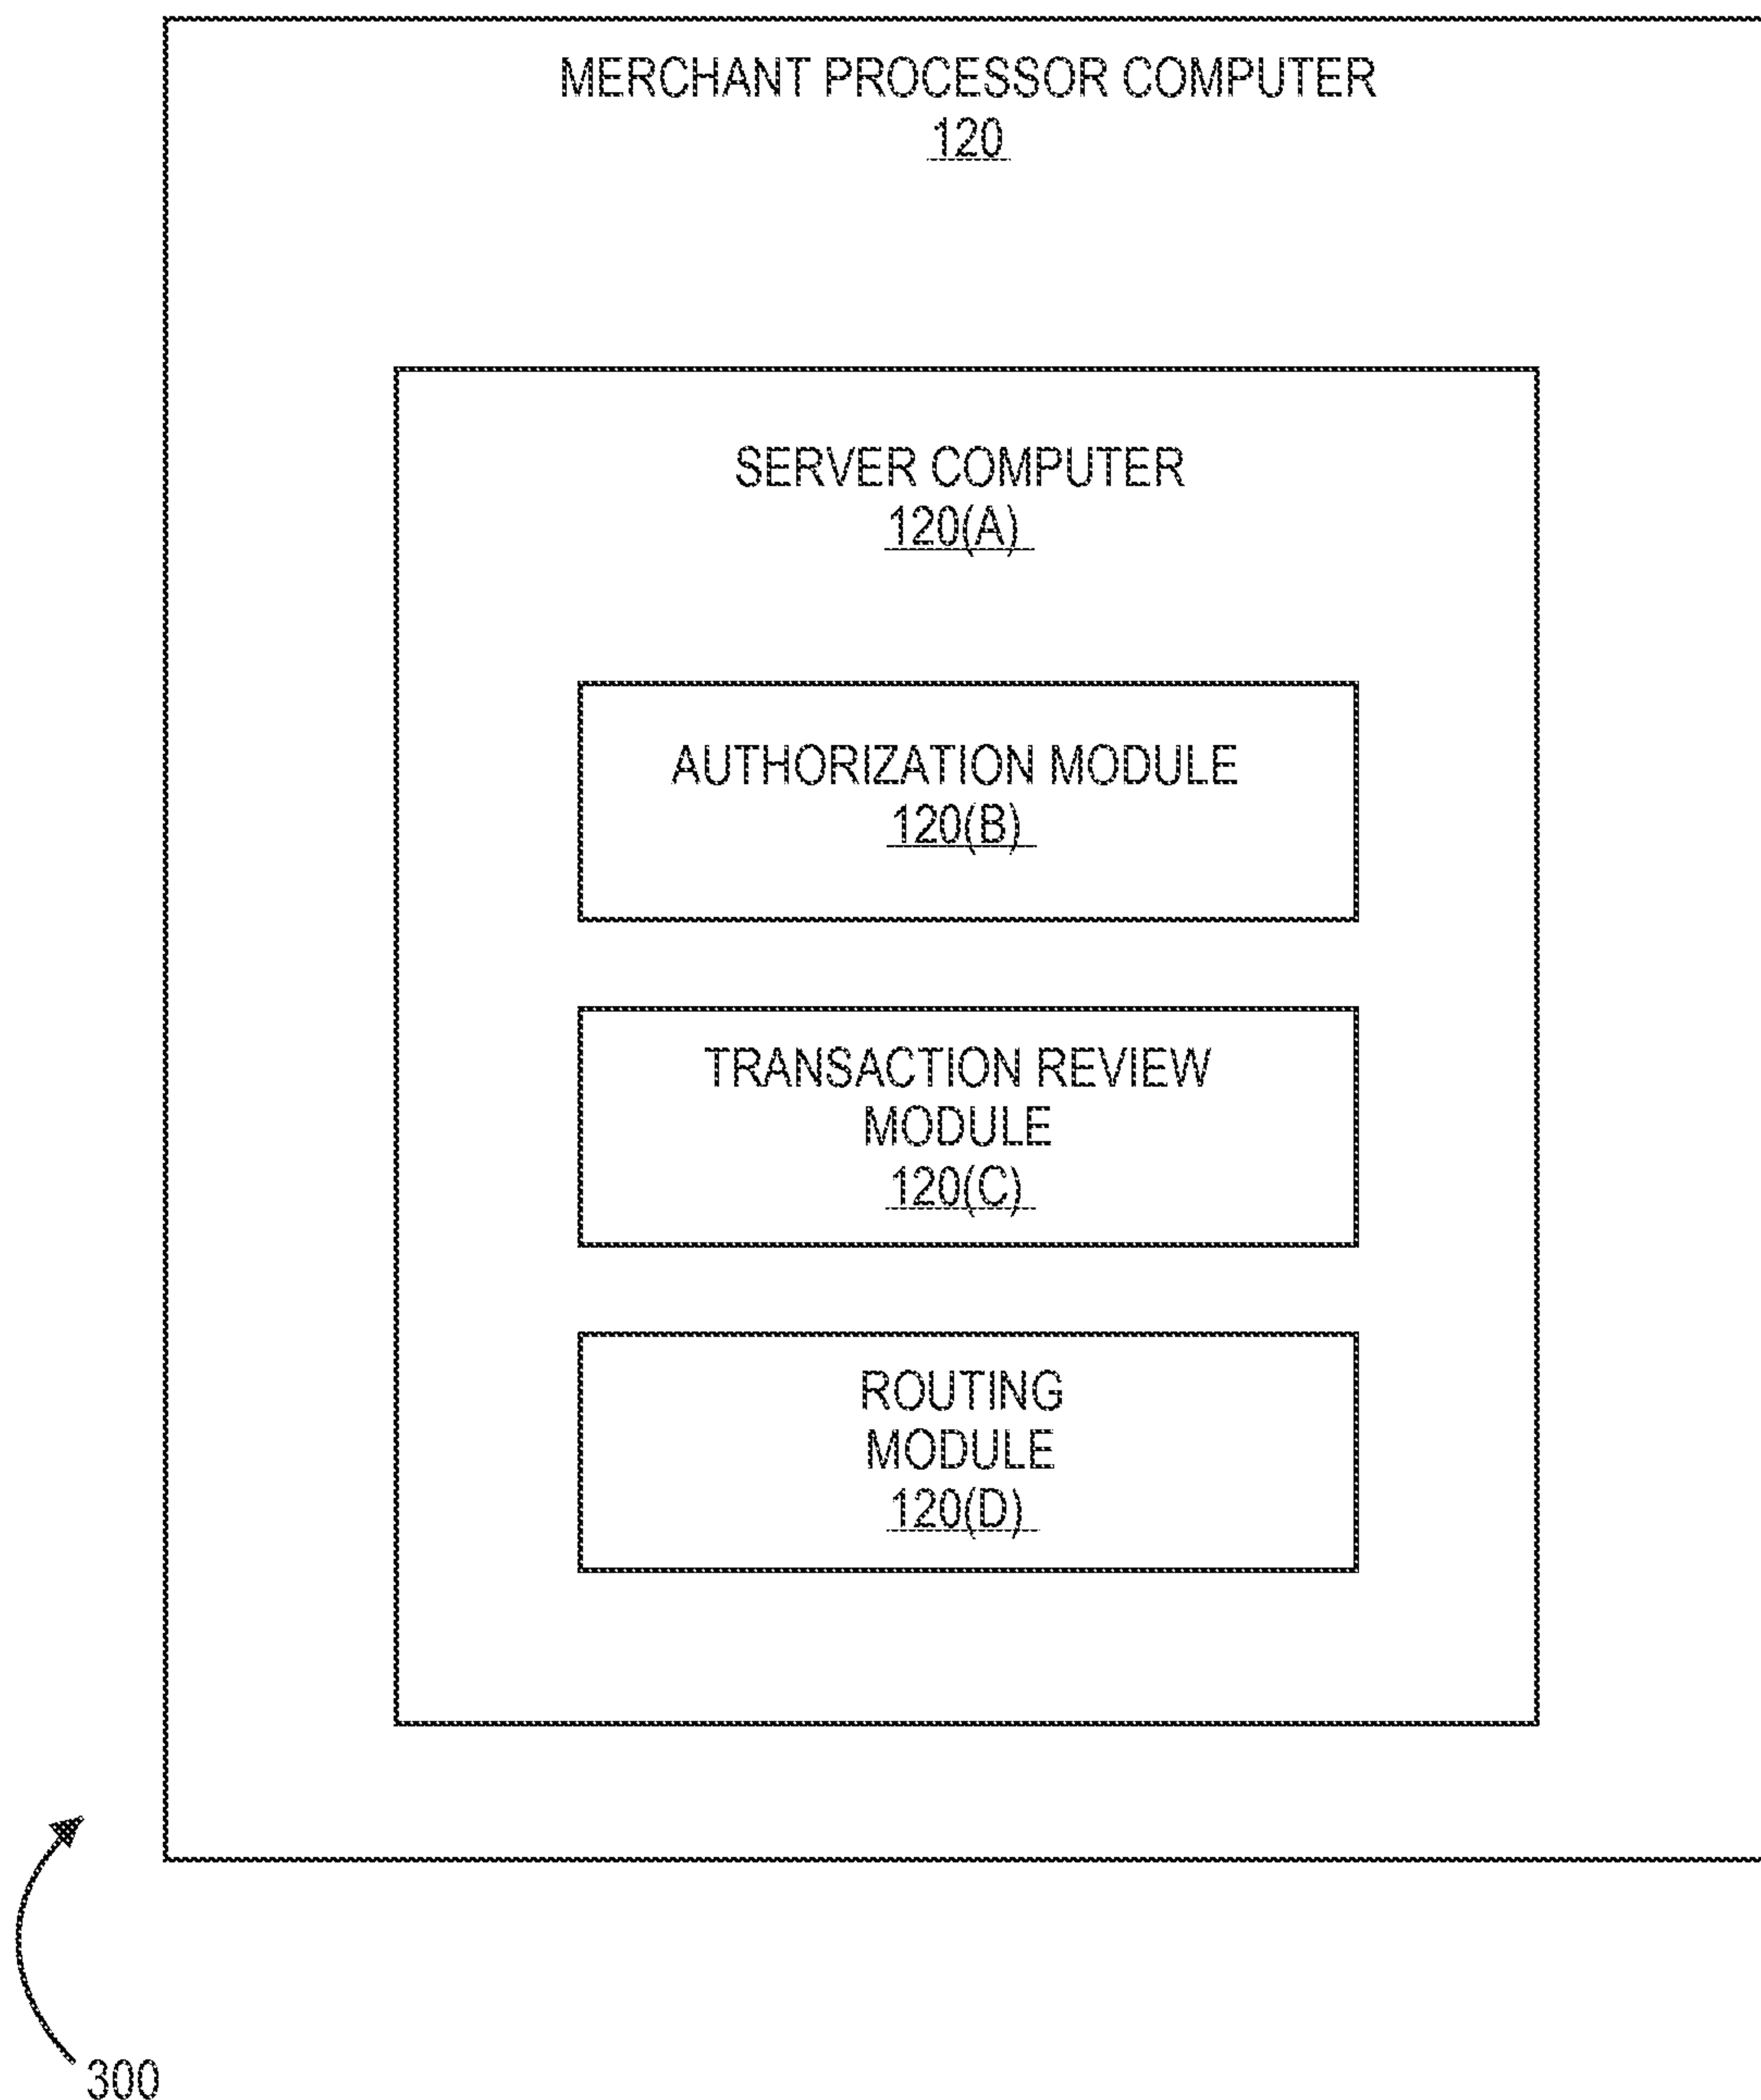 MERCHANT PROCESSOR COMPUTER
120
SERVER COMPUTER
120(A)
AUTHORIZATION MODULE
120(B)
TRANSACTION REVIEW
MODULE
120(C)
ROUTING
MODULE
120(D)
300